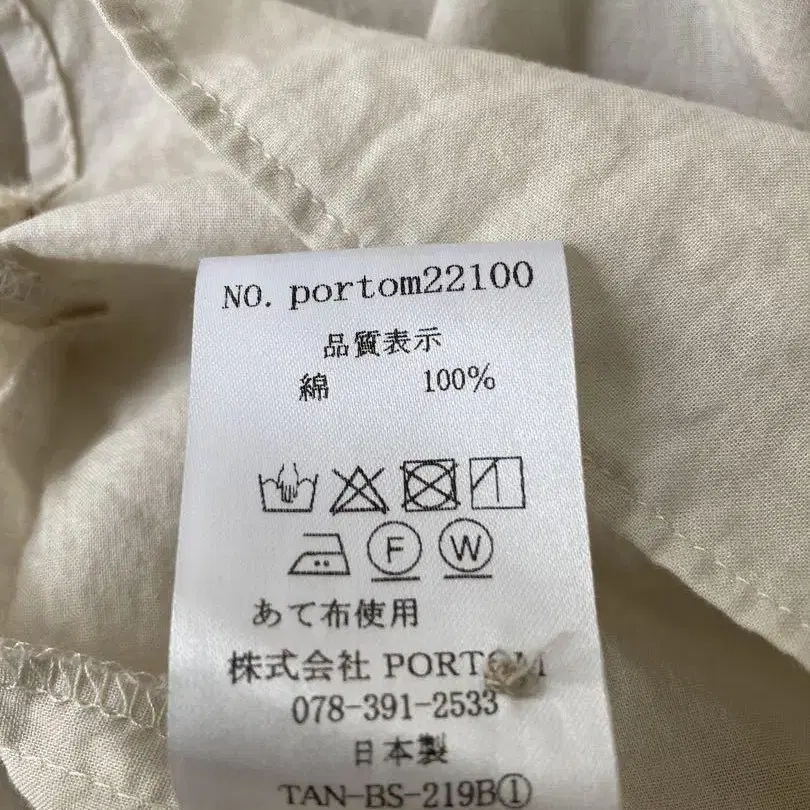 NO. portom22100
品質表示
綿 100%
F W
あて布使用
株式会社 PORTOM
078-391-2533
日本製
TAN-BS-219B①